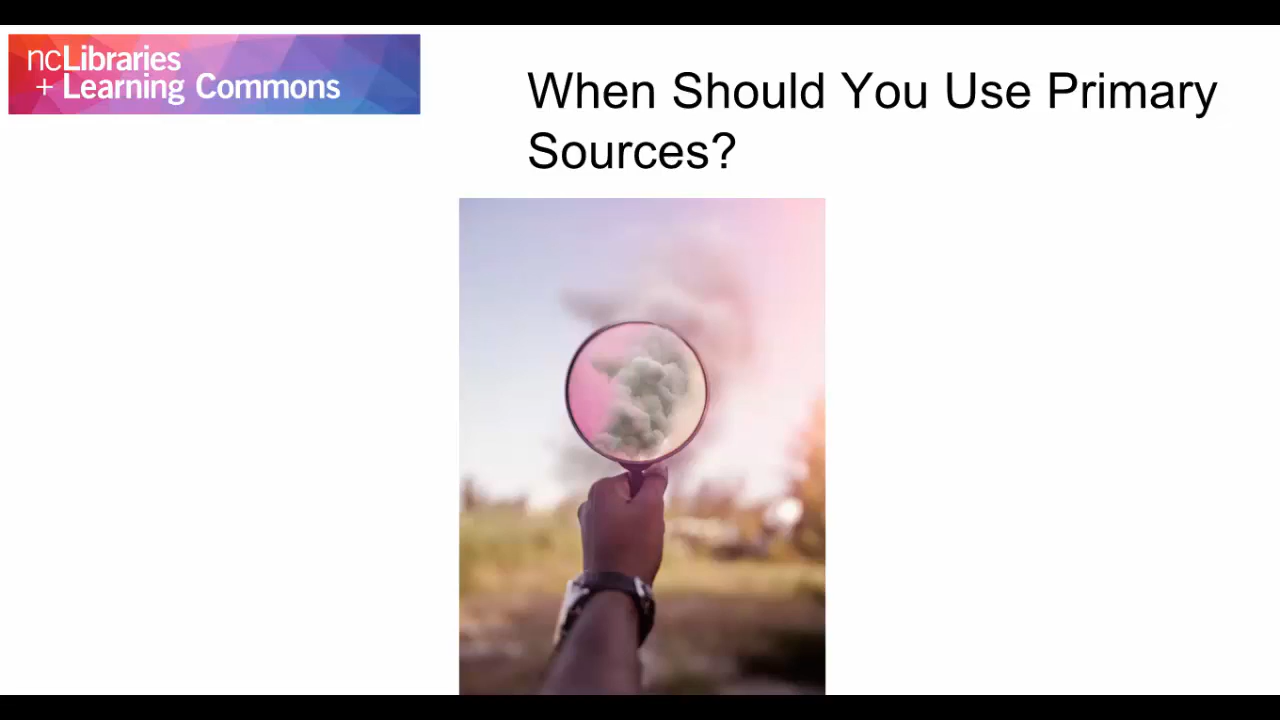 ncLibraries
+ Learning Commons
When Should You Use Primary
Sources?